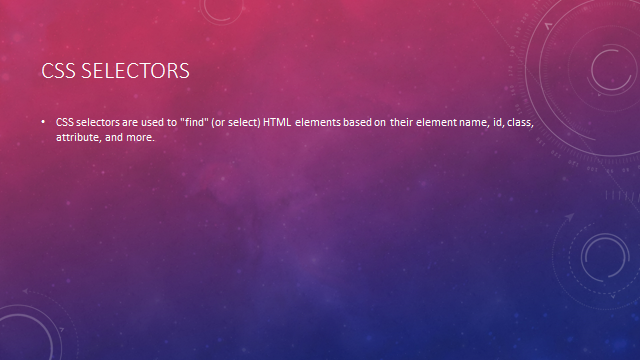 CSS SELECTORS
• CSS selectors are used to "find" (or select) HTML elements based on their element name, id, class,
attribute, and more.